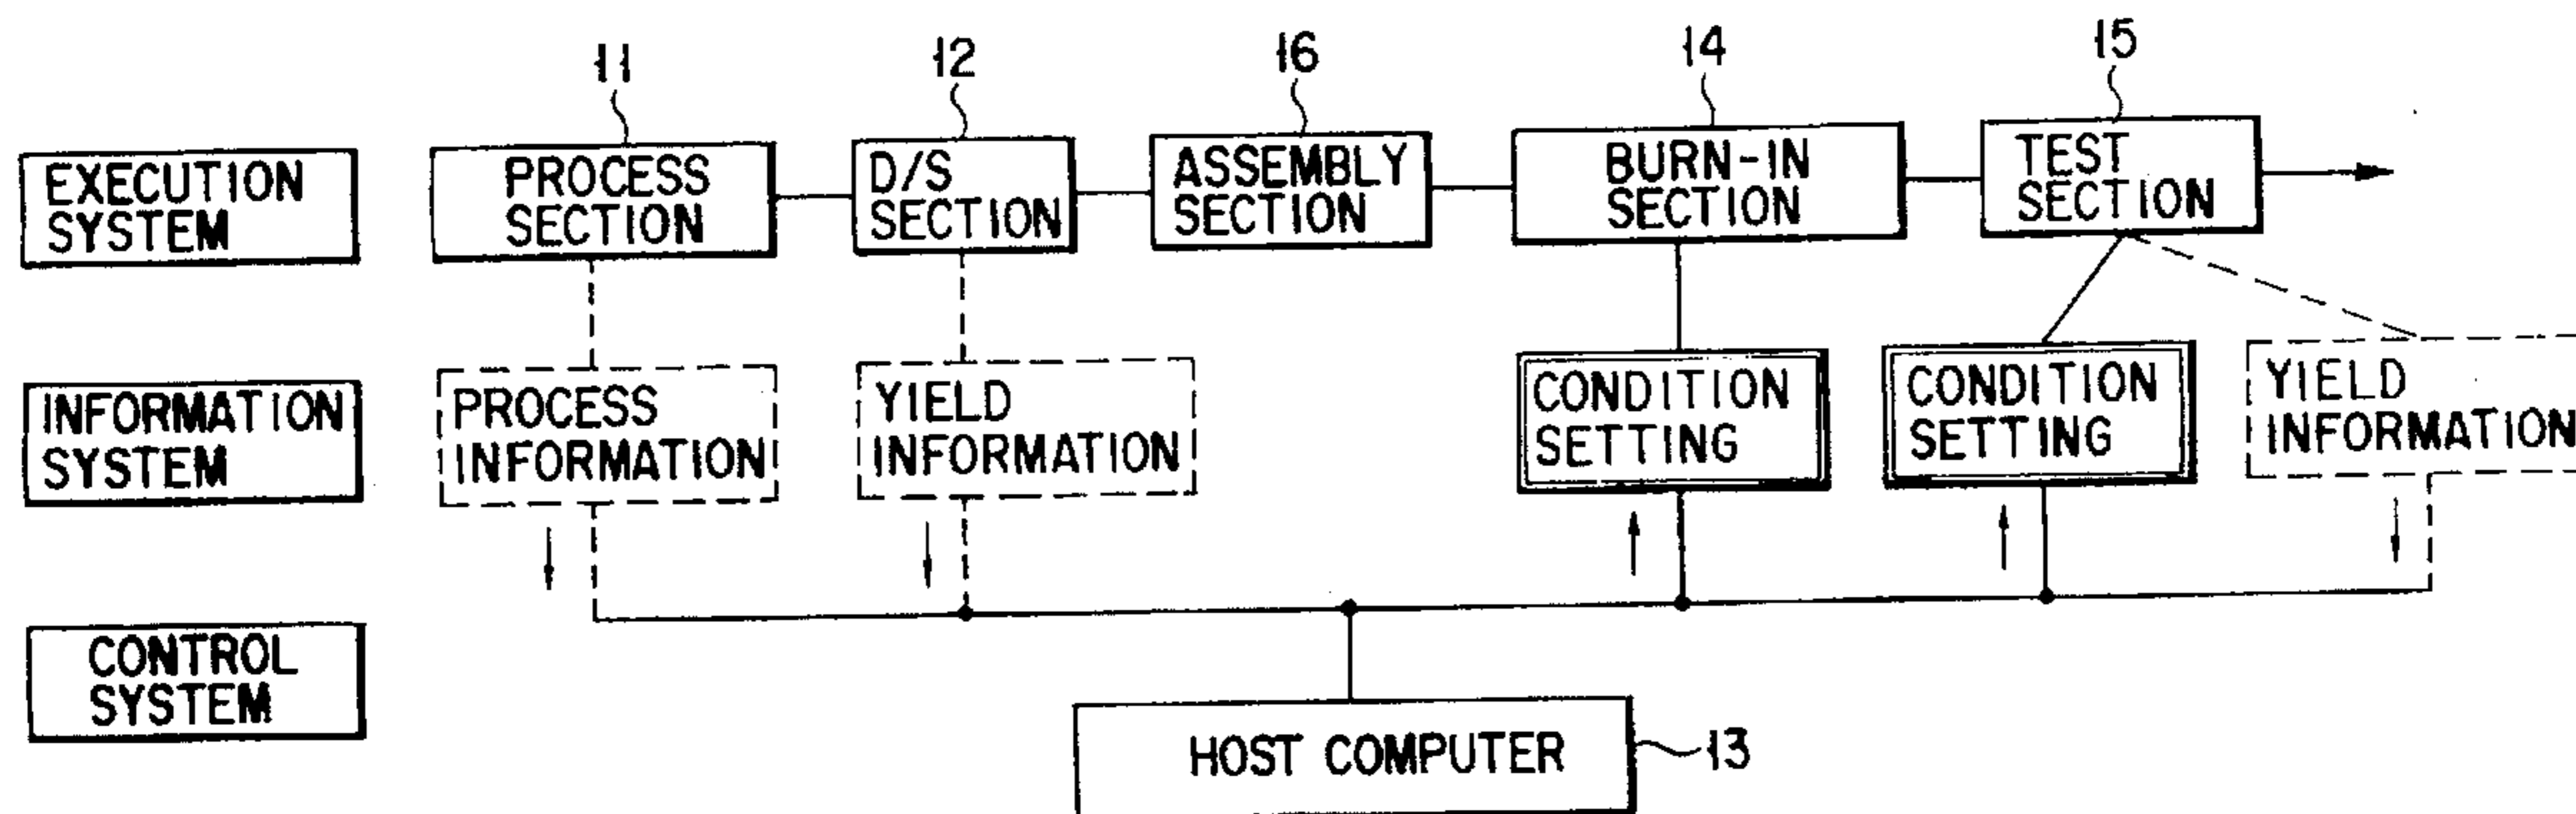 11
12
16
14
15
EXECUTION
SYSTEM
PROCESS
SECTION
D/S
SECTION
ASSEMBLY
SECTION
BURN-IN
SECTION
TEST
SECTION
INFORMATION
SYSTEM
PROCESS
INFORMATION
YIELD
INFORMATION
CONDITION
SETTING
CONDITION
SETTING
YIELD
INFORMATION
CONTROL
SYSTEM
HOST COMPUTER
13